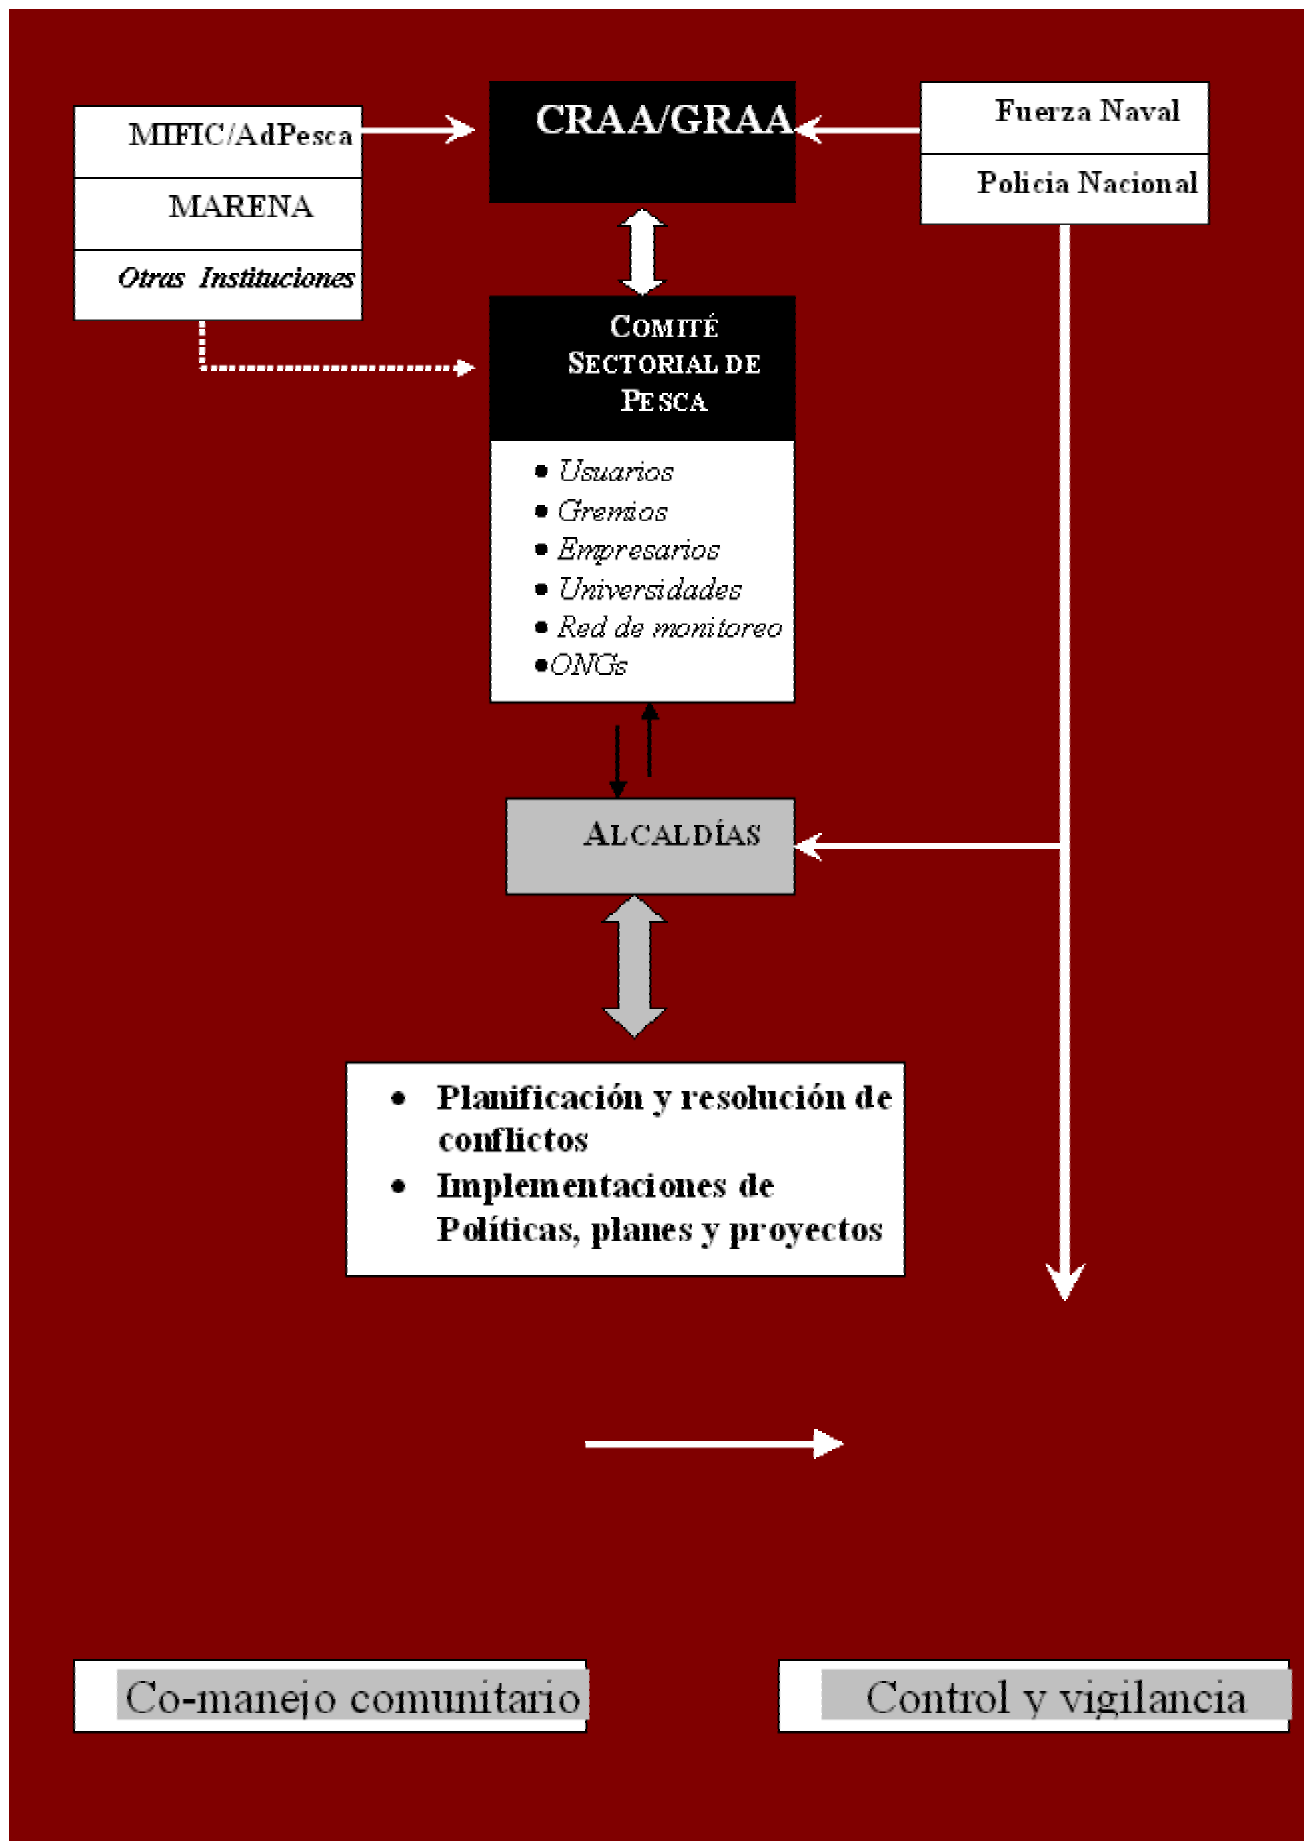 MIFIC/AdPesca
MARENA
Otras Instituciones
CRAA/GRAA
Fuerza Naval
Policia Nacional
COMITÉ
SECTORIAL DE
PESCA
• Usuarios
• Gremios
• Empresarios
• Universidades
• Red de monitoreo
•ONGs
ALCALDÍAS
• Planificación y resolución de
conflictos
• Implementaciones de
Políticas, planes y proyectos
Co-manejo comunitario
Control y vigilancia